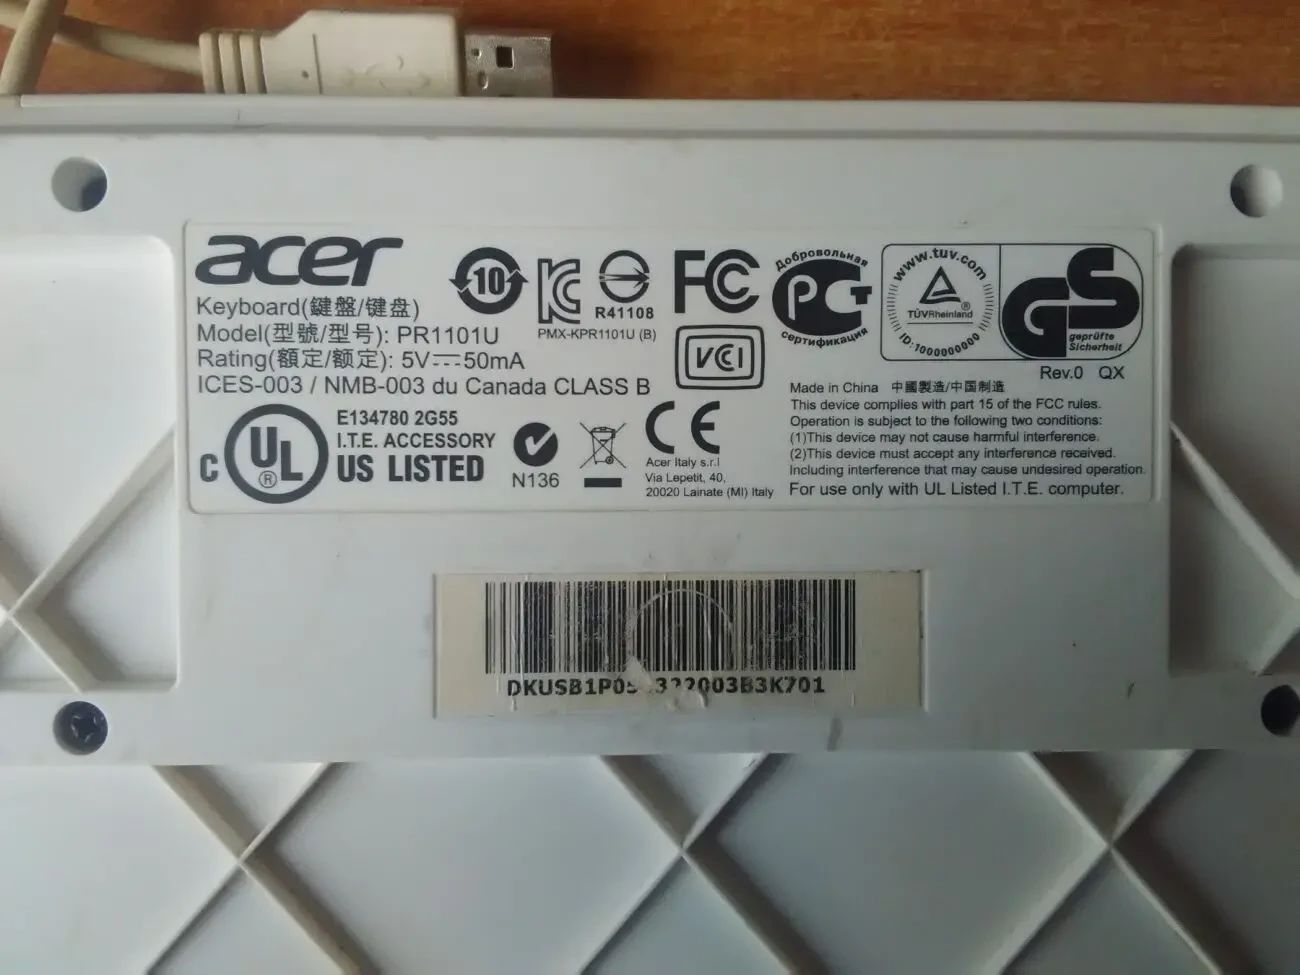 acer
Keyboard(鍵盤/键盘)
Model(型號/型号): PR1101U
Rating(額定/额定): 5V⎓50mA
ICES-003 / NMB-003 du Canada CLASS B
10
PMX-KPR1101U (B)
R41108
FC
VCI
Добровольная
РСТ
сертификация
www.tuv.com
TÜVRheinland
ID:1000000000
GS
geprüfte
Sicherheit
Rev.0 QX
C UL ® US LISTED
E134780 2G55
I.T.E. ACCESSORY
N136
CE
Acer Italy s.r.l
Via Lepetit, 40,
20020 Lainate (MI) Italy
Made in China 中國製造/中国制造
This device complies with part 15 of the FCC rules.
Operation is subject to the following two conditions:
(1)This device may not cause harmful interference.
(2)This device must accept any interference received.
Including interference that may cause undesired operation.
For use only with UL Listed I.T.E. computer.